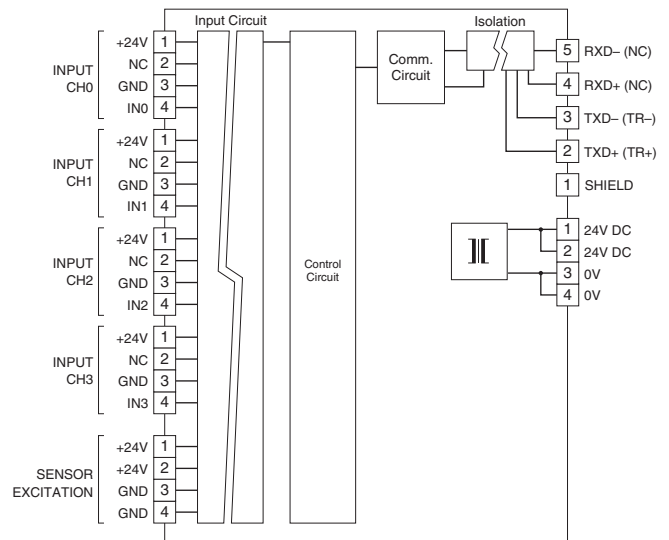 Input Circuit
Isolation
INPUT
CH0
+24V 1
NC 2
GND 3
IN0 4
INPUT
CH1
+24V 1
NC 2
GND 3
IN1 4
INPUT
CH2
+24V 1
NC 2
GND 3
IN2 4
INPUT
CH3
+24V 1
NC 2
GND 3
IN3 4
SENSOR
EXCITATION
+24V 1
+24V 2
GND 3
GND 4
Control
Circuit
Comm.
Circuit
5 RXD– (NC)
4 RXD+ (NC)
3 TXD– (TR–)
2 TXD+ (TR+)
1 SHIELD
1 24V DC
2 24V DC
3 0V
4 0V